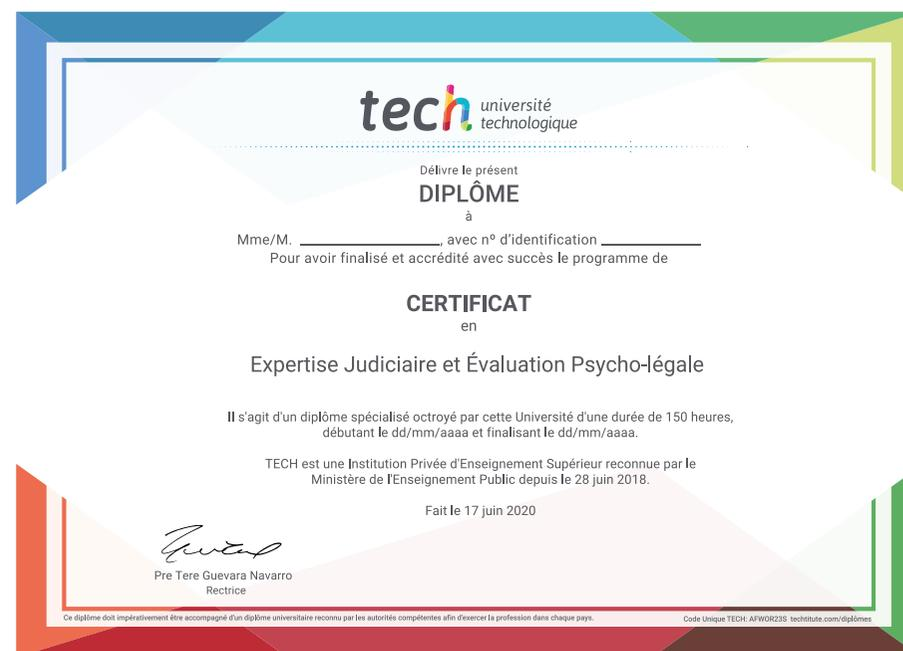 tech université
technologique
Délivre le présent
DIPLÔME
à
Mme/M. ____________________, avec nº d'identification ______________
Pour avoir finalisé et accrédité avec succès le programme de
CERTIFICAT
en
Expertise Judiciaire et Évaluation Psycho-légale
Il s'agit d'un diplôme spécialisé octroyé par cette Université d'une durée de 150 heures,
débutant le dd/mm/aaaa et finalisant le dd/mm/aaaa.
TECH est une Institution Privée d'Enseignement Supérieur reconnue par le
Ministère de l'Enseignement Public depuis le 28 juin 2018.
Fait le 17 juin 2020
Pre Tere Guevara Navarro
Rectrice
Ce diplôme doit impérativement être accompagné d'un diplôme universitaire reconnu par les autorités compétentes afin d'exercer la profession dans chaque pays.
Code Unique TECH: AFWOR23S techtitute.com/diplômes